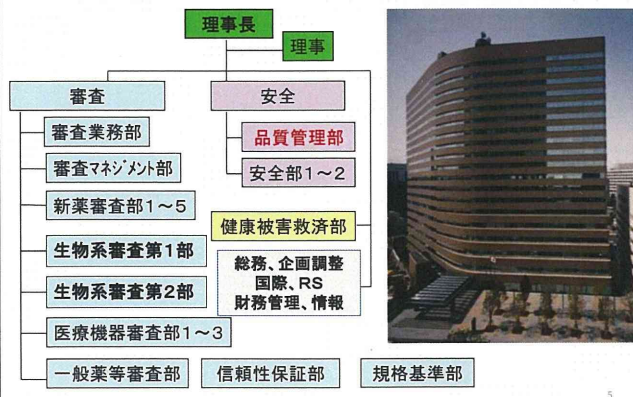 理事長
理事
審査
安全
審査業務部
品質管理部
審査マネジメント部
安全部1~2
新薬審査部1~5
健康被害救済部
生物系審査第1部
総務、企画調整
国際、RS
財務管理、情報
生物系審査第2部
医療機器審査部1~3
一般薬等審査部
信頼性保証部
規格基準部
5